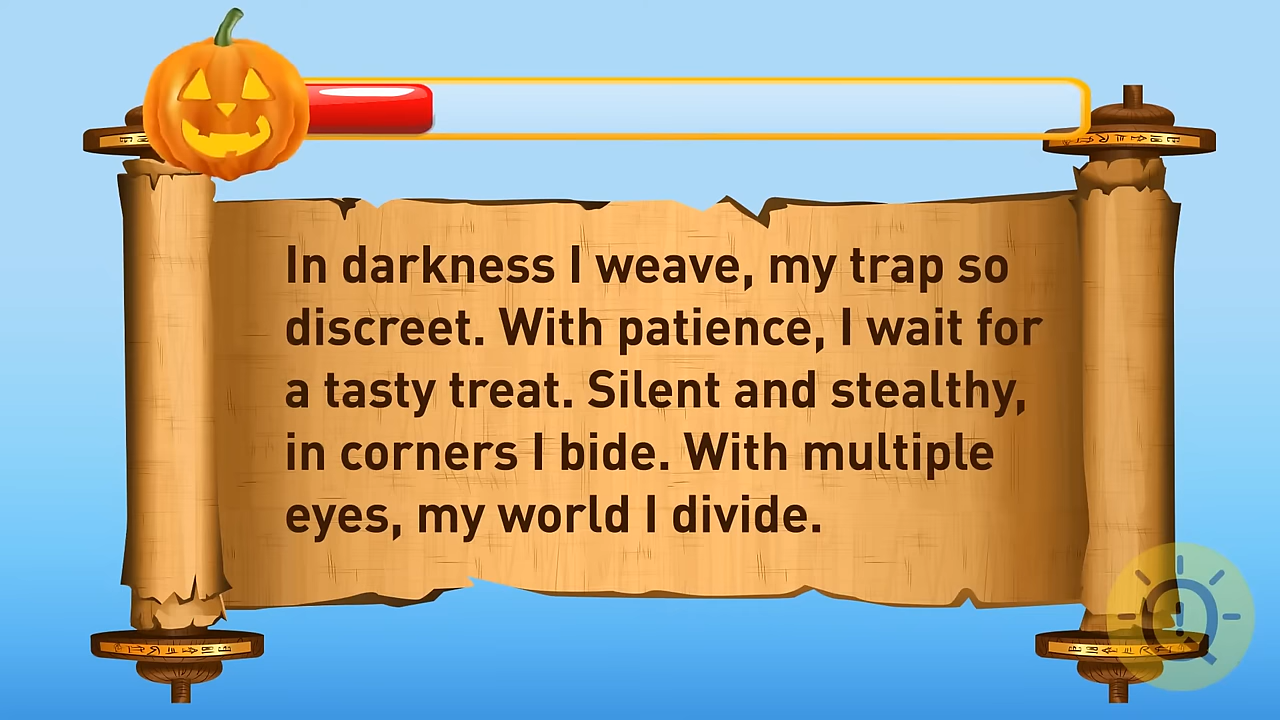 In darkness I weave, my trap so
discreet. With patience, I wait for
a tasty treat. Silent and stealthy,
in corners I bide. With multiple
eyes, my world I divide.